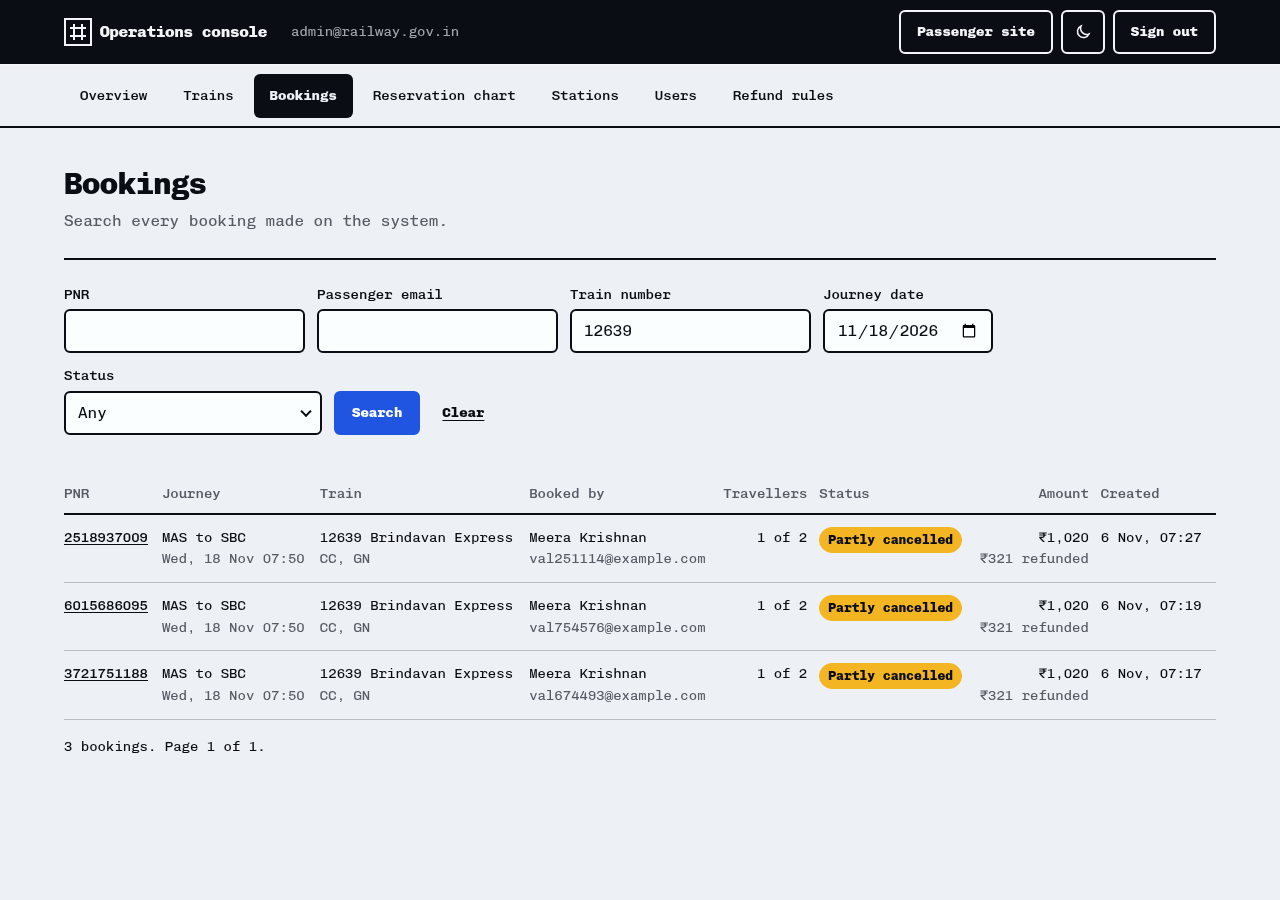 Operations console admin@railway.gov.in Passenger site Sign out
Overview Trains Bookings Reservation chart Stations Users Refund rules
Bookings
Search every booking made on the system.
PNR Passenger email Train number Journey date
12639 11/18/2026
Status
Any Search Clear
PNR Journey Train Booked by Travellers Status Amount Created
2518937009 MAS to SBC 12639 Brindavan Express Meera Krishnan 1 of 2 Partly cancelled ₹1,020 6 Nov, 07:27
Wed, 18 Nov 07:50 CC, GN val251114@example.com ₹321 refunded
6015686095 MAS to SBC 12639 Brindavan Express Meera Krishnan 1 of 2 Partly cancelled ₹1,020 6 Nov, 07:19
Wed, 18 Nov 07:50 CC, GN val754576@example.com ₹321 refunded
3721751188 MAS to SBC 12639 Brindavan Express Meera Krishnan 1 of 2 Partly cancelled ₹1,020 6 Nov, 07:17
Wed, 18 Nov 07:50 CC, GN val674493@example.com ₹321 refunded
3 bookings. Page 1 of 1.